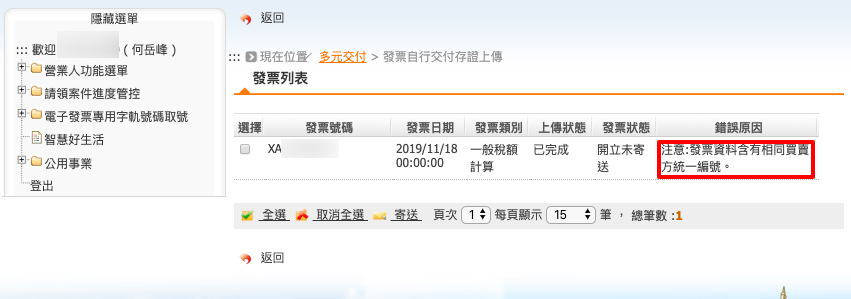 隱藏選單
::: 歡迎 (何岳峰)
營業人功能選單
請領案件進度管控
電子發票專用字軌號碼取號
智慧好生活
公用事業
登出
返回
::: 現在位置 多元交付 > 發票自行交付存證上傳
發票列表
選擇 發票號碼 發票日期 發票類別 上傳狀態 發票狀態 錯誤原因
XA 2019/11/18 一般稅額 已完成 開立未寄 注意:發票資料含有相同買賣
00:00:00 計算 送 方統一編號。
全選 取消全選 寄送 頁次 1 每頁顯示 15 筆 , 總筆數 :1
返回